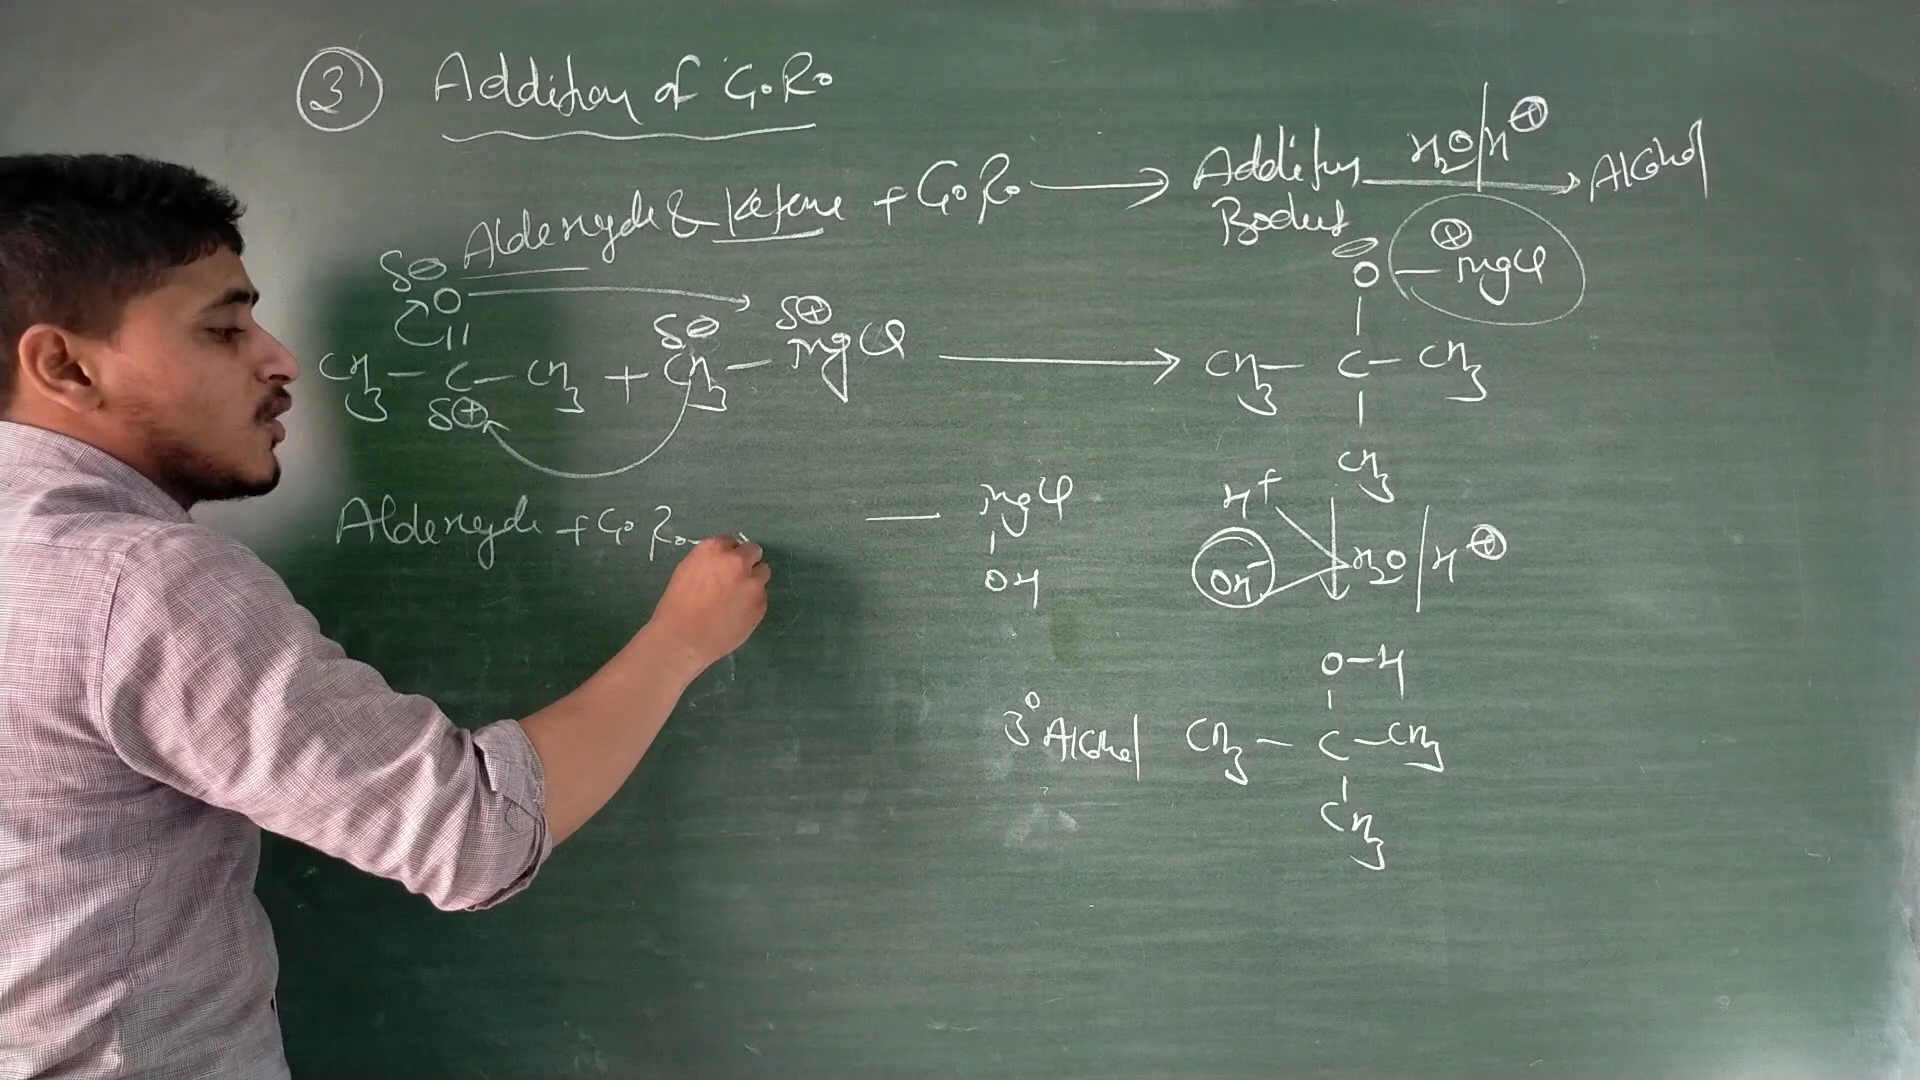 3 Addition of G.R.
Aldehyde & Ketone + G.R. ⟶ Addition Product H2O/H⊕ ⟶ Alcohol
δ⊖ O δ⊖ δ⊕ ⊖ O — ⊕ MgCl
CH3 — C — CH3 + CH3 — MgCl ⟶ CH3 — C — CH3
δ⊕
CH3
Aldehyde + G.R. → — MgCl H+
OH OH- H2O/H⊕
O-H
3° Alcohol CH3 — C — CH3
CH3